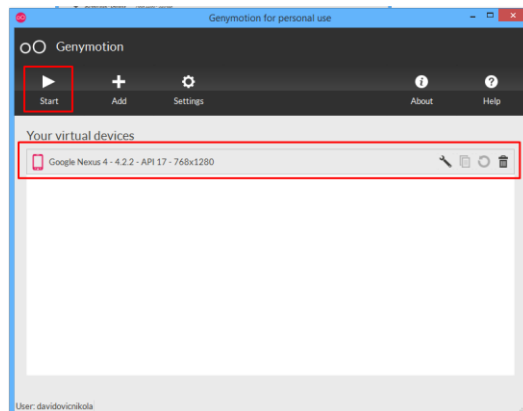 Genymotion for personal use
Genymotion
Start Add Settings About Help
Your virtual devices
Google Nexus 4 - 4.2.2 - API 17 - 768x1280
User: davidovicnikola